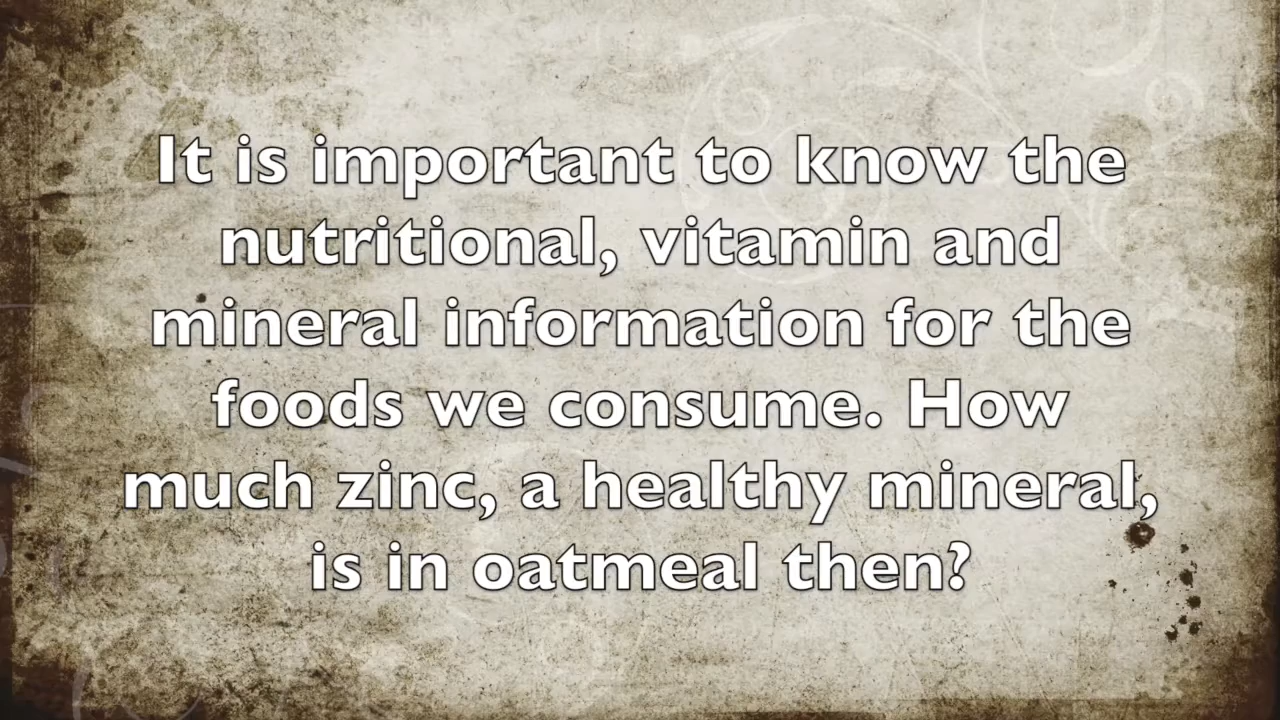 It is important to know the
nutritional, vitamin and
mineral information for the
foods we consume. How
much zinc, a healthy mineral,
is in oatmeal then?